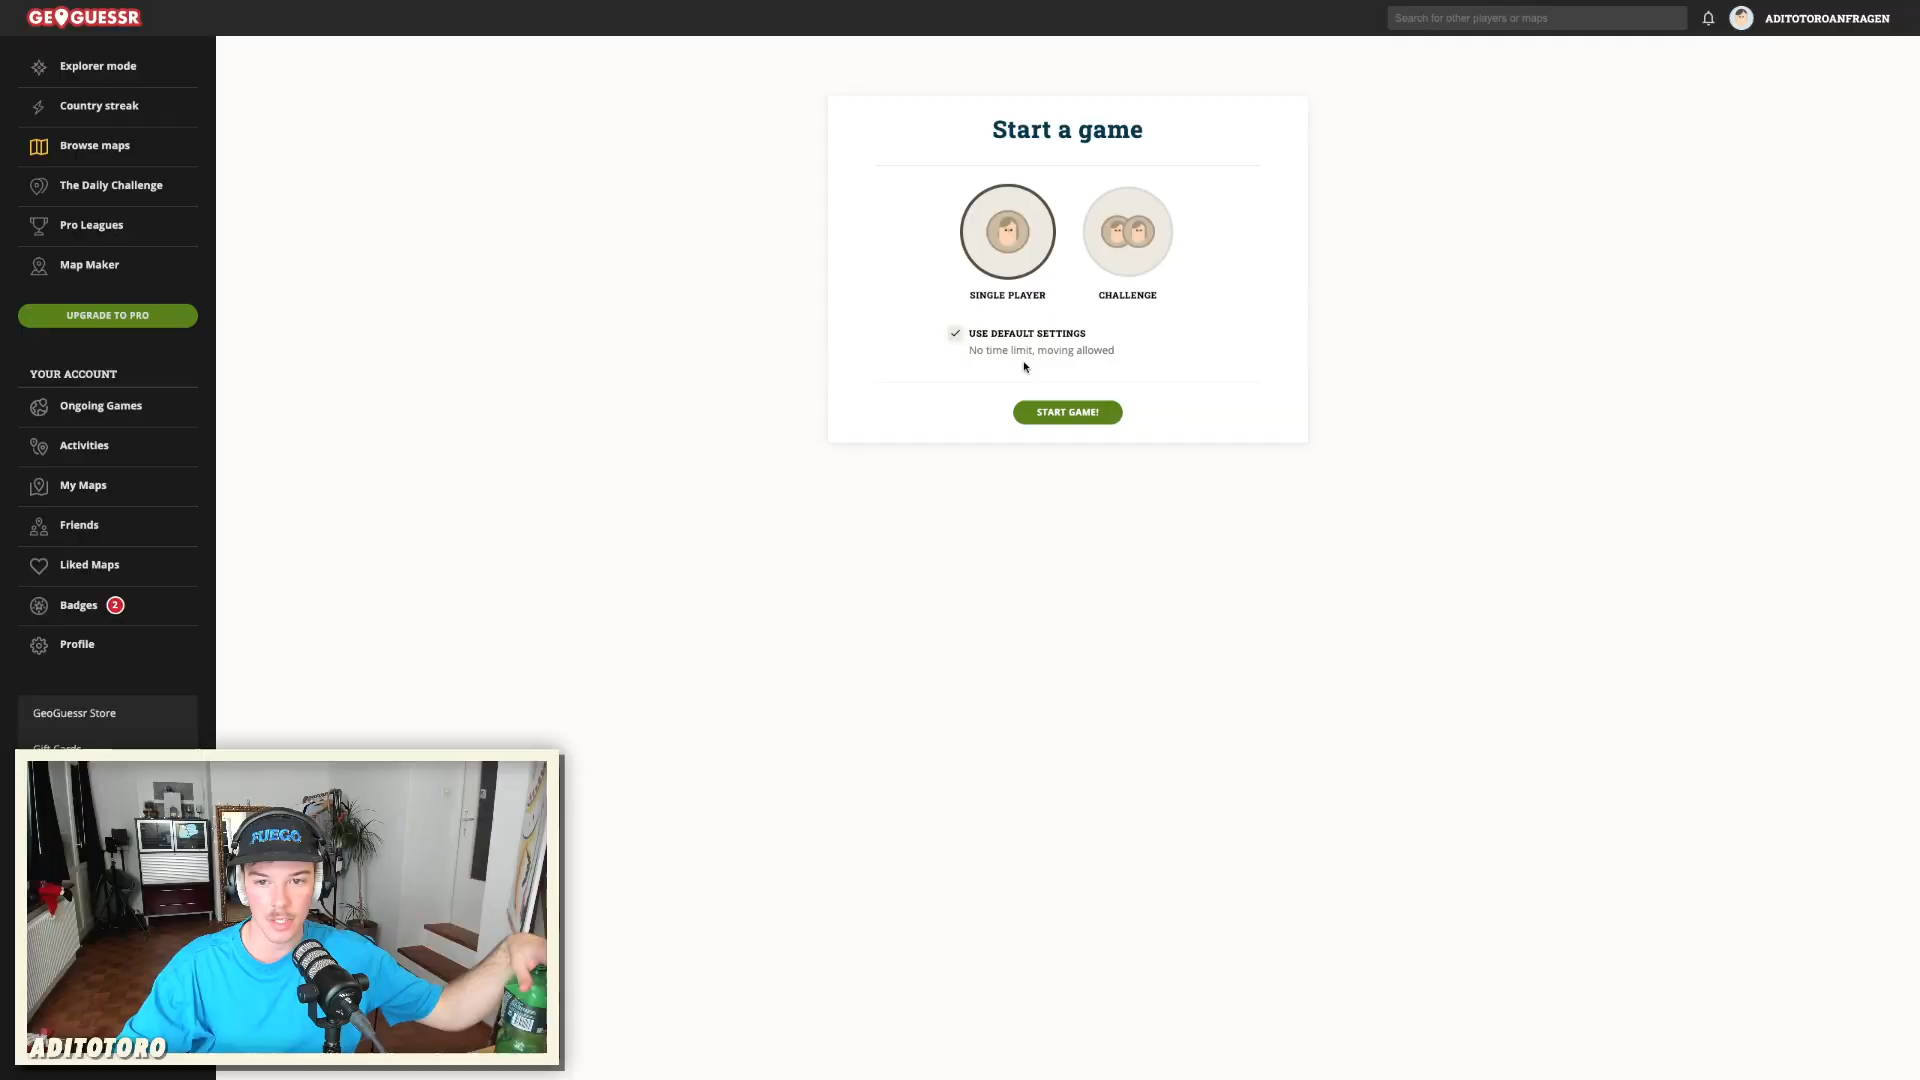 GEOGUESSR
Search for other players or maps
ADITOTOROANFRAGEN
Explorer mode
Country streak
Browse maps
The Daily Challenge
Pro Leagues
Map Maker
UPGRADE TO PRO
YOUR ACCOUNT
Ongoing Games
Activities
My Maps
Friends
Liked Maps
Badges 2
Profile
GeoGuessr Store
Gift Cards
Start a game
SINGLE PLAYER
CHALLENGE
USE DEFAULT SETTINGS
No time limit, moving allowed
START GAME!
FUEGO
ADITOTORO